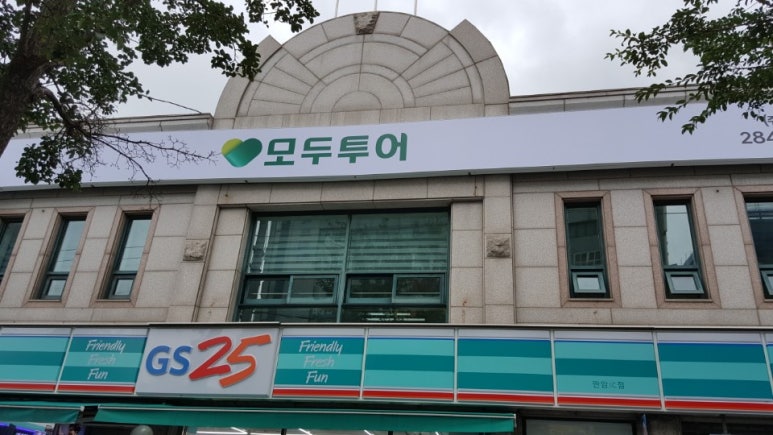 모두투어
284
Friendly
Fresh
Fun
GS25
Friendly
Fresh
Fun